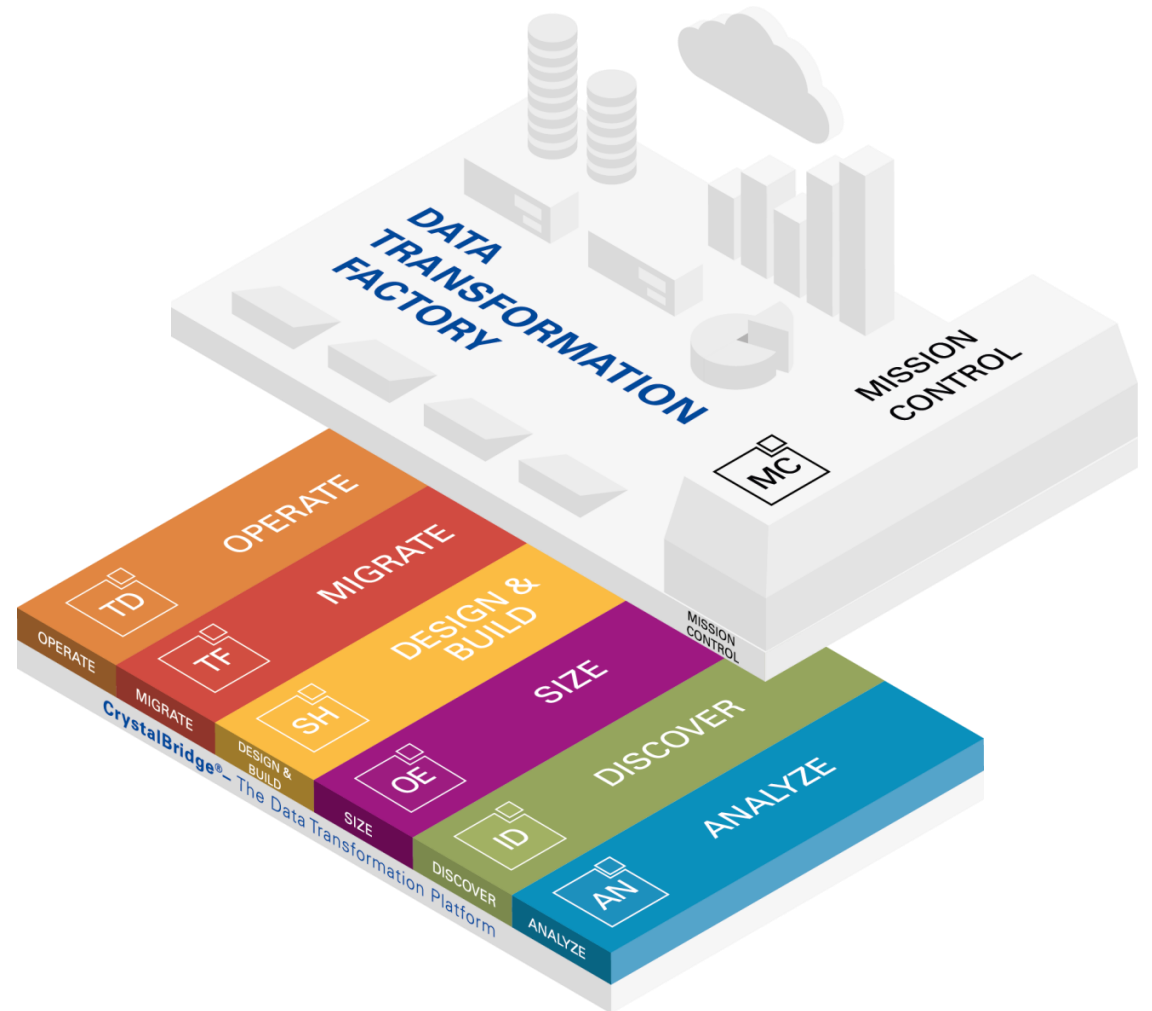 DATA
TRANSFORMATION
FACTORY
MISSION
CONTROL
MC
MISSION
CONTROL
OPERATE
TD
OPERATE
MIGRATE
TF
MIGRATE
DESIGN &
BUILD
SH
DESIGN &
BUILD
SIZE
OE
SIZE
DISCOVER
ID
DISCOVER
ANALYZE
AN
ANALYZE
CrystalBridge®– The Data Transformation Platform